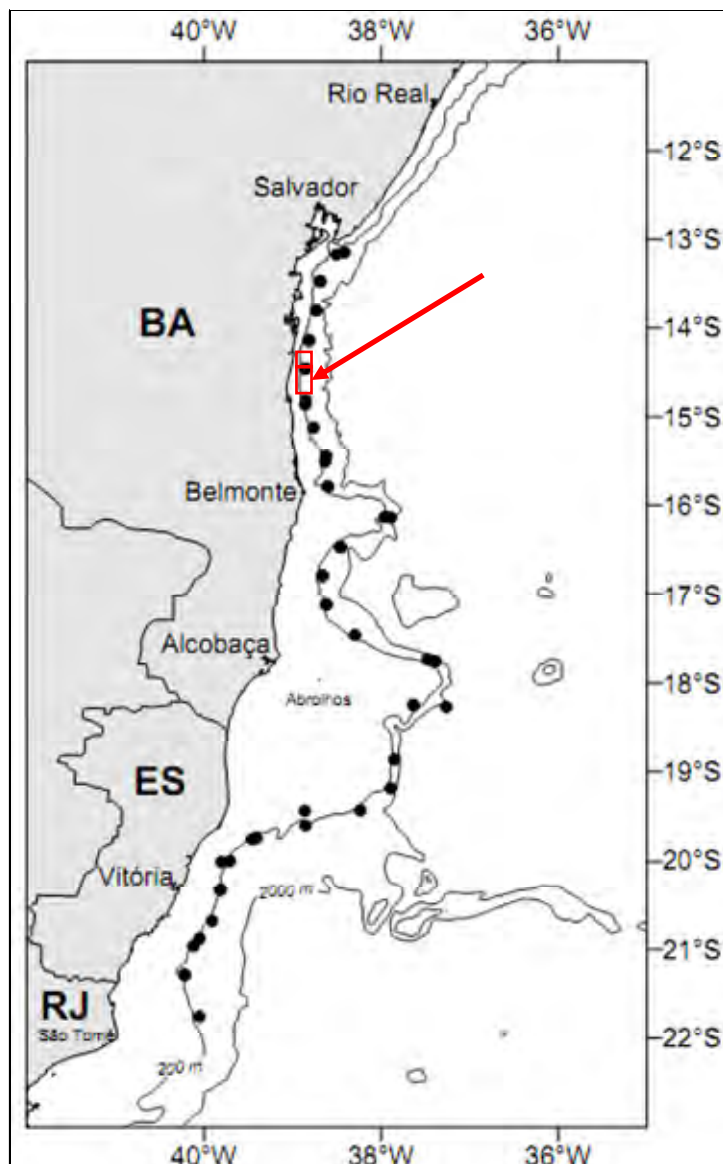 40°W 38°W 36°W
Rio Real
12°S
Salvador
13°S
BA
14°S
15°S
Belmonte
16°S
17°S
Alcobaça
18°S
Abrolhos
ES
19°S
Vitória
20°S
2000 m
21°S
RJ
São Tomé
22°S
200 m
40°W 38°W 36°W